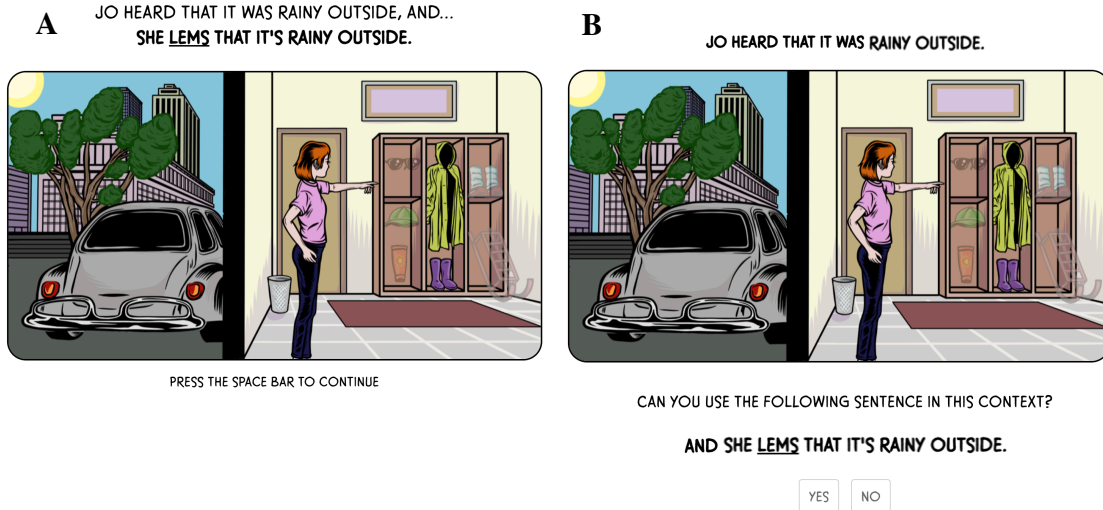 A
JO HEARD THAT IT WAS RAINY OUTSIDE, AND...
SHE LEMS THAT IT'S RAINY OUTSIDE.
PRESS THE SPACE BAR TO CONTINUE
B
JO HEARD THAT IT WAS RAINY OUTSIDE.
CAN YOU USE THE FOLLOWING SENTENCE IN THIS CONTEXT?
AND SHE LEMS THAT IT'S RAINY OUTSIDE.
YES NO